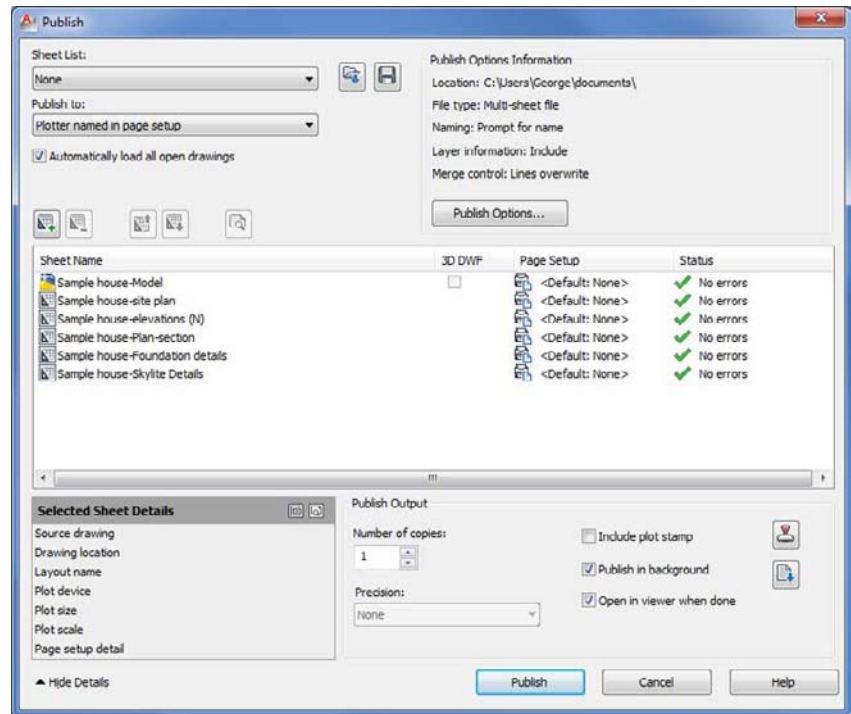 Publish
Sheet List:
None
Publish to:
Plotter named in page setup
Automatically load all open drawings
Publish Options Information
Location: C:\Users\George\documents\
File type: Multi-sheet file
Naming: Prompt for name
Layer information: Include
Merge control: Lines overwrite
Publish Options...
Sheet Name 3D DWF Page Setup Status
Sample house-Model <Default: None> No errors
Sample house-site plan <Default: None> No errors
Sample house-elevations (N) <Default: None> No errors
Sample house-Plan-section <Default: None> No errors
Sample house-Foundation details <Default: None> No errors
Sample house-Skylite Details <Default: None> No errors
Selected Sheet Details
Source drawing
Drawing location
Layout name
Plot device
Plot size
Plot scale
Page setup detail
Publish Output
Number of copies:
1
Precision:
None
Include plot stamp
Publish in background
Open in viewer when done
Hide Details
Publish
Cancel
Help